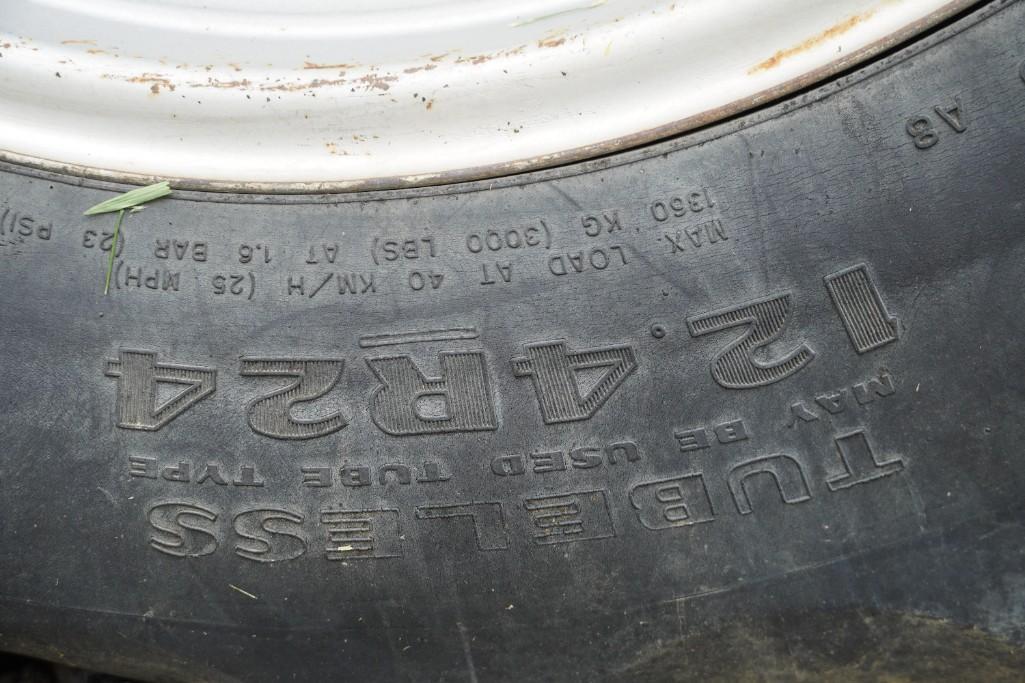 TUBELESS
MAY BE USED TUBE TYPE
12.4R24
MAX. LOAD AT 40 KM/H (25 MPH)
1360 KG (3000 LBS) AT 1.6 BAR (23 PSI)
A8